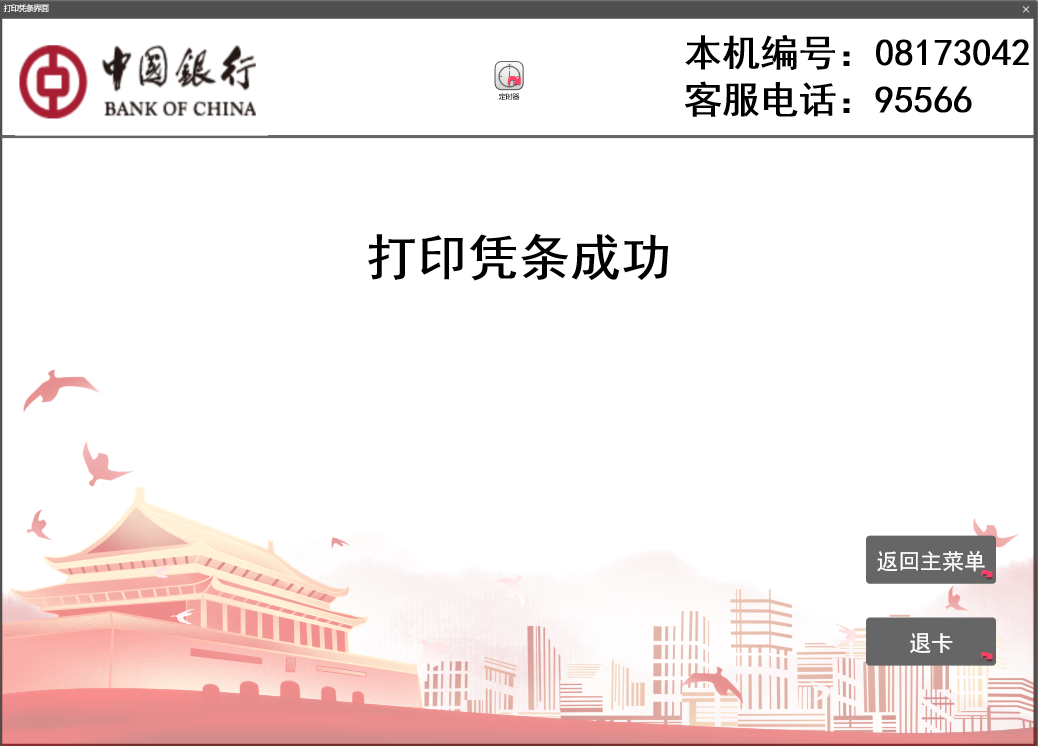 打印凭条界面
中国銀行
BANK OF CHINA
定时器
本机编号：08173042
客服电话：95566
打印凭条成功
返回主菜单
退卡